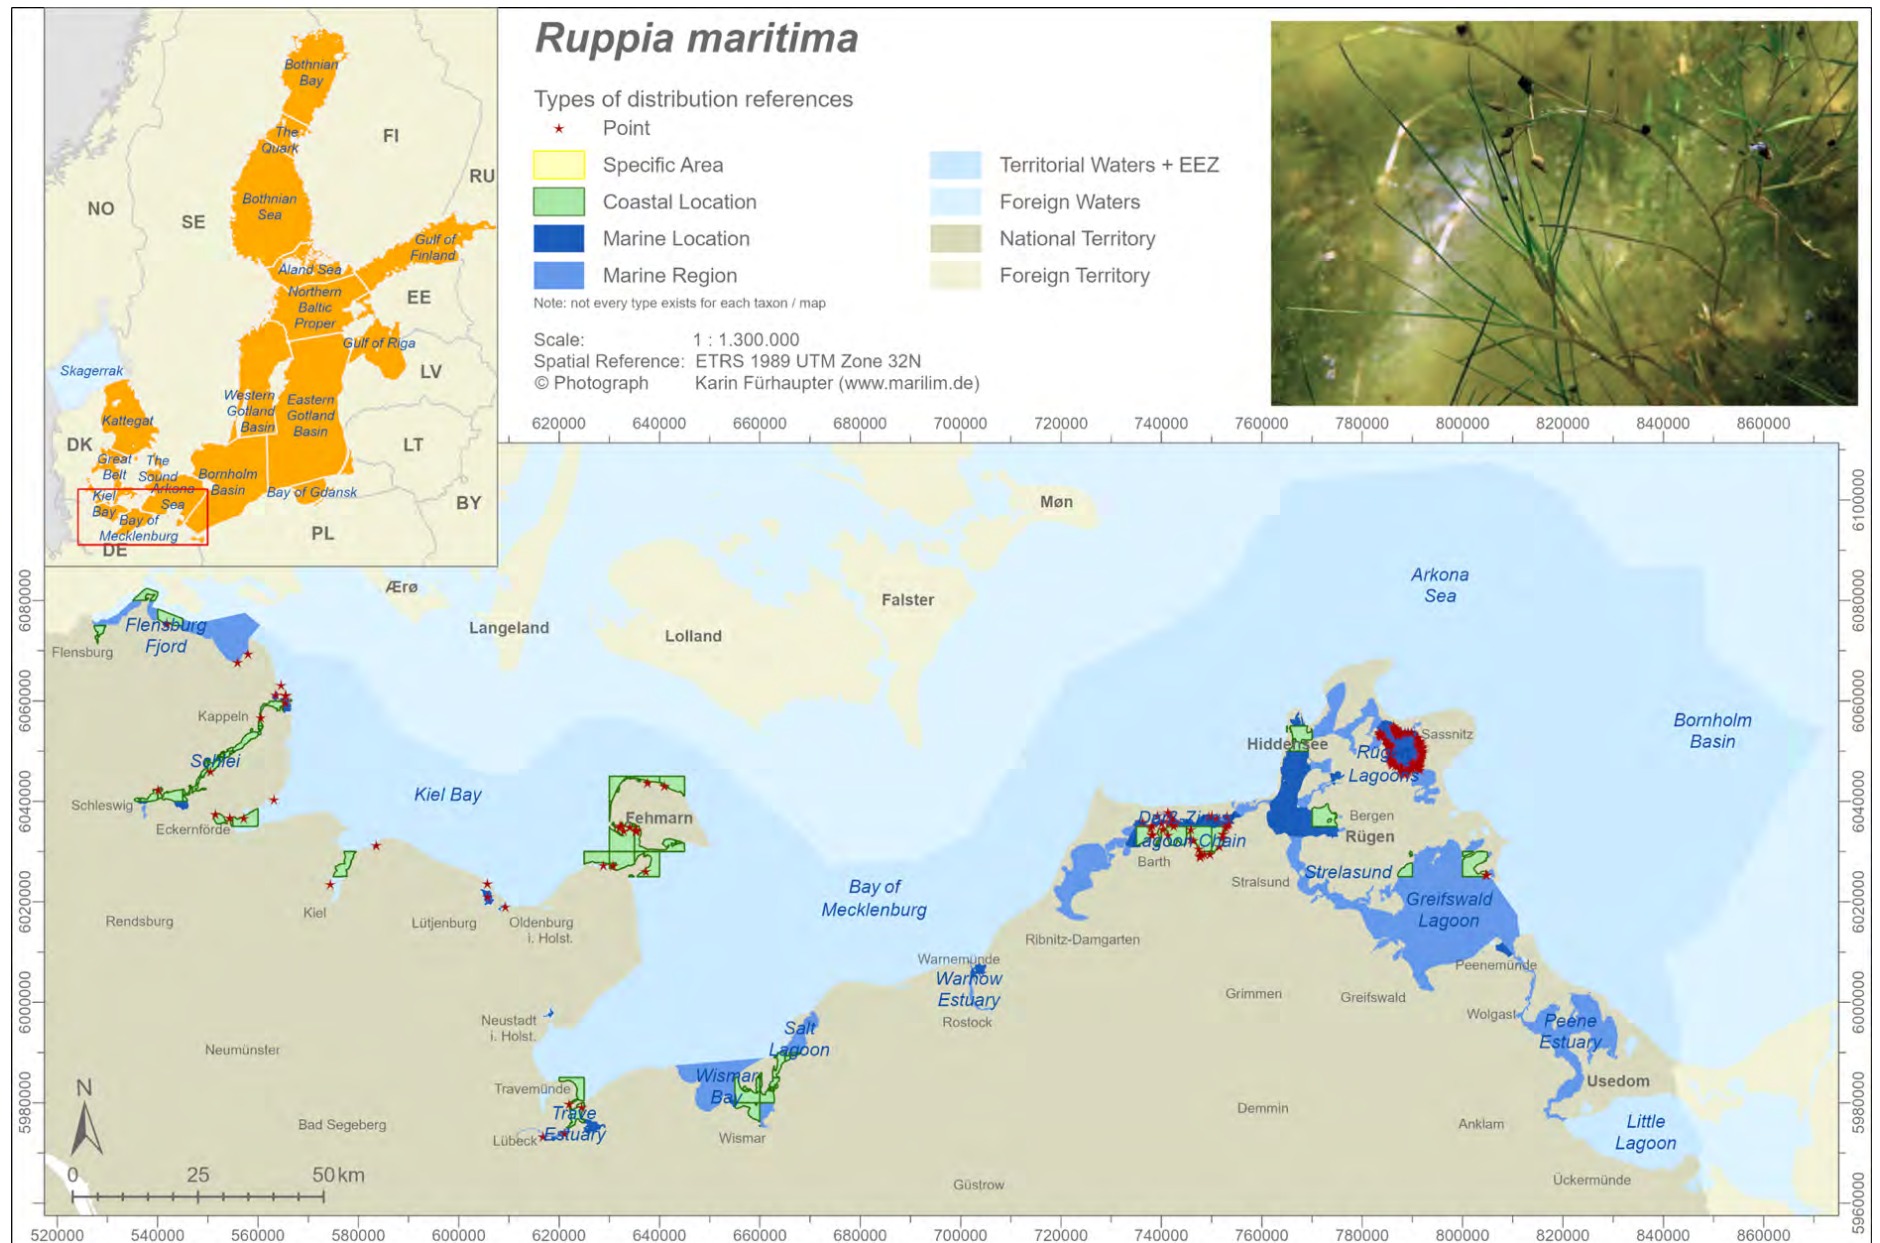 Ruppia maritima
Types of distribution references
Point
Specific Area
Coastal Location
Marine Location
Marine Region
Territorial Waters + EEZ
Foreign Waters
National Territory
Foreign Territory
Note: not every type exists for each taxon / map
Scale: 1 : 1.300.000
Spatial Reference: ETRS 1989 UTM Zone 32N
© Photograph Karin Fürhaupter (www.marilim.de)
Bothnian
Bay
The
Quark
FI
RU
NO
SE
Bothnian
Sea
Gulf of
Finland
Åland Sea
Northern
Baltic
Proper
EE
Gulf of Riga
Skagerrak
LV
Western
Gotland
Basin
Eastern
Gotland
Basin
Kattegat
DK
LT
Great
Belt
The
Sound
Bornholm
Basin
Arkona
Sea
Bay of Gdansk
Kiel
Bay
BY
Bay of
Mecklenburg
PL
DE
620000 640000 660000 680000 700000 720000 740000 760000 780000 800000 820000 840000 860000
6100000
6080000
6060000
6040000
6020000
6000000
5980000
5960000
6080000
6060000
6040000
6020000
6000000
5980000
Møn
Arkona
Sea
Ærø
Falster
Langeland
Lolland
Flensburg
Fjord
Flensburg
Kappeln
Schlei
Schleswig
Eckernförde
Kiel Bay
Fehmarn
Hiddensee
Sassnitz
Rügen
Lagoons
Bornholm
Basin
Bergen
Rügen
Darß-Zingst
Lagoon Chain
Barth
Stralsund
Strelasund
Greifswald
Lagoon
Bay of
Mecklenburg
Rendsburg
Kiel
Lütjenburg
Oldenburg
i. Holst.
Ribnitz-Damgarten
Warnemünde
Warnow
Estuary
Rostock
Peenemünde
Grimmen
Greifswald
Wolgast
Peene
Estuary
Neustadt
i. Holst.
Salt
Lagoon
Neumünster
Wismar
Bay
Travemünde
Trave
Estuary
Usedom
Demmin
Anklam
Little
Lagoon
Bad Segeberg
Lübeck
Wismar
Güstrow
Ückermünde
N
0 25 50 km
520000 540000 560000 580000 600000 620000 640000 660000 680000 700000 720000 740000 760000 780000 800000 820000 840000 860000